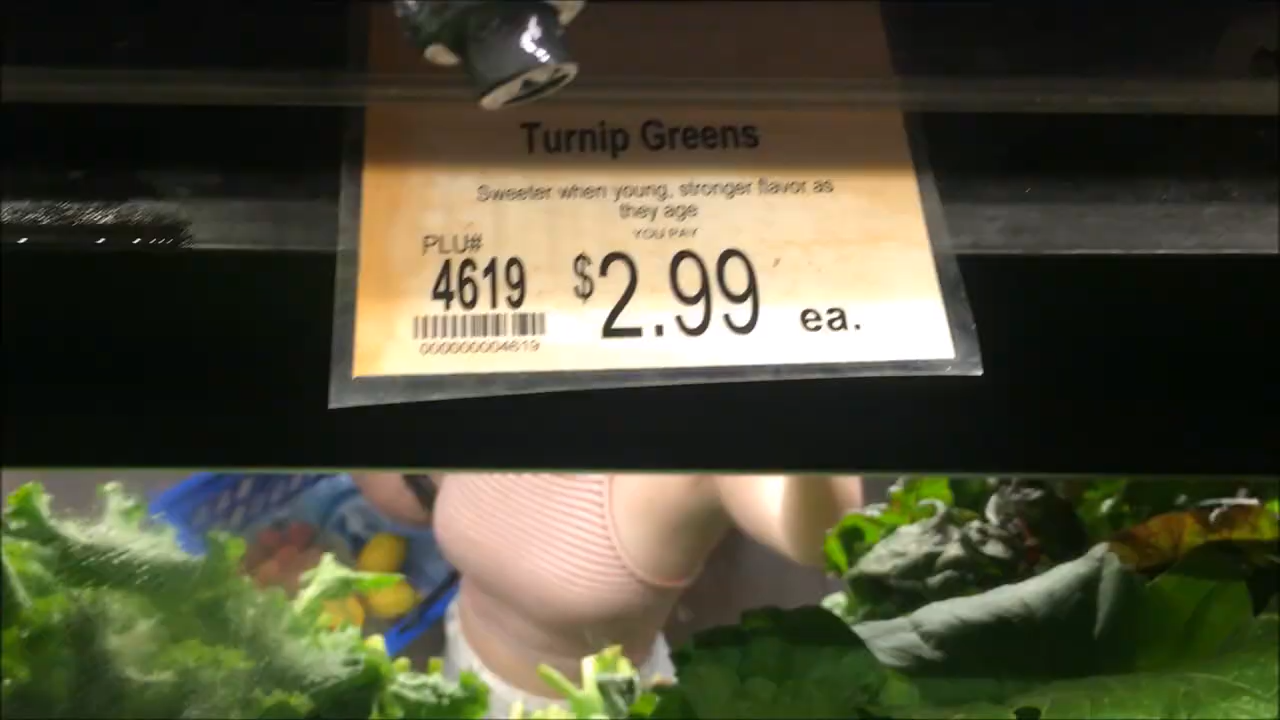 Turnip Greens
Sweeter when young, stronger flavor as
they age
YOU PAY
PLU#
4619
$2.99 ea.
000000004619